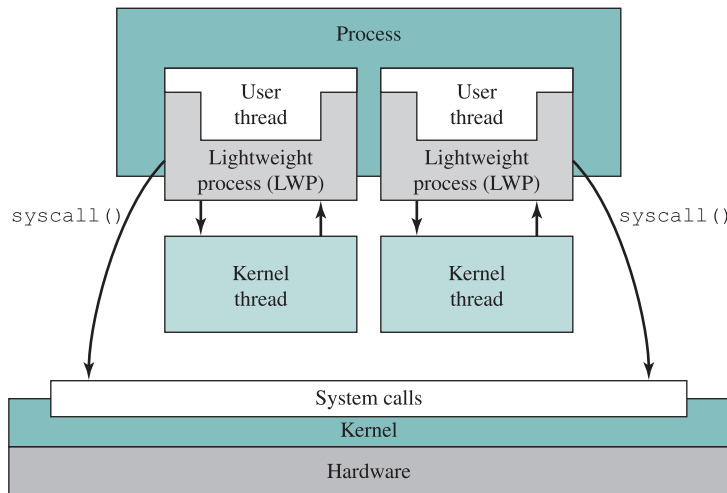 Process
User
thread
User
thread
Lightweight
process (LWP)
Lightweight
process (LWP)
syscall()
syscall()
Kernel
thread
Kernel
thread
System calls
Kernel
Hardware